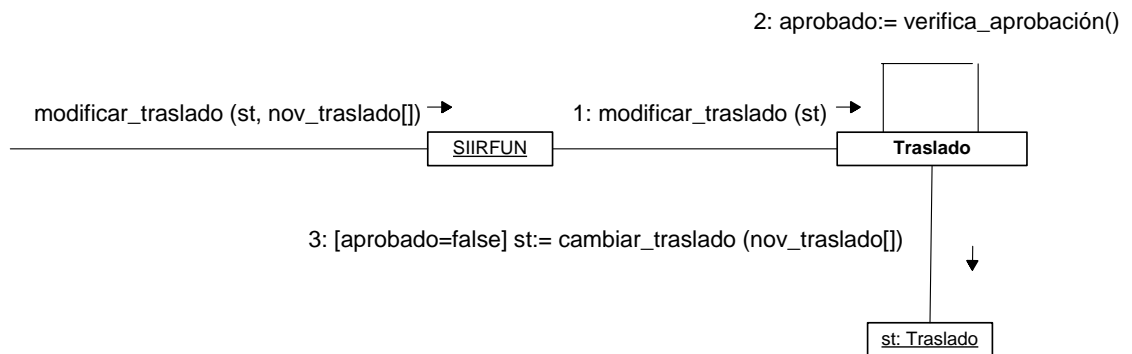 2: aprobado:= verifica_aprobación()
modificar_traslado (st, nov_traslado[])
1: modificar_traslado (st)
SIIRFUN
Traslado
3: [aprobado=false] st:= cambiar_traslado (nov_traslado[])
st: Traslado